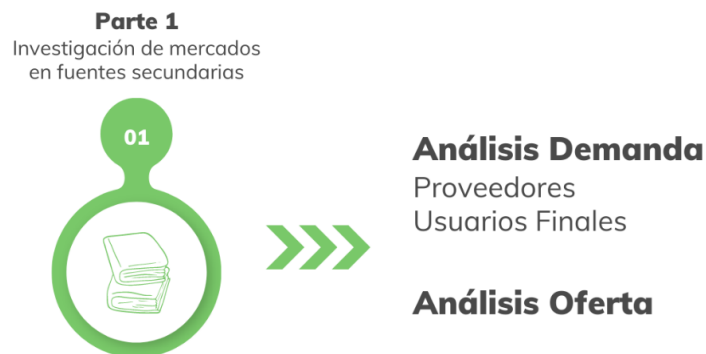 Parte 1
Investigación de mercados
en fuentes secundarias
01
Análisis Demanda
Proveedores
Usuarios Finales
Análisis Oferta